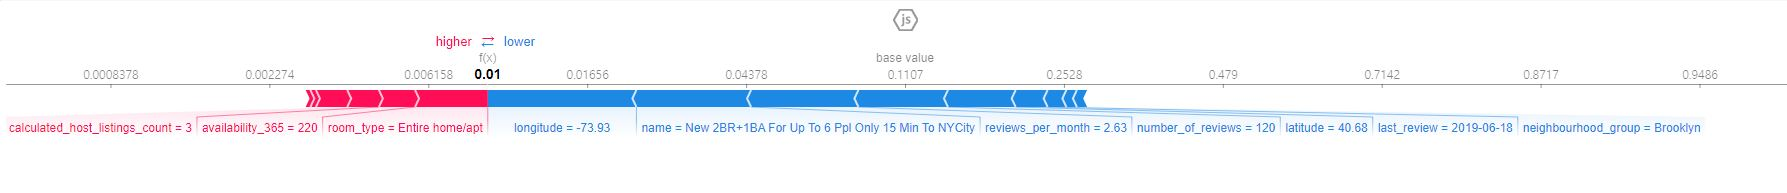 js
higher lower
f(x) base value
0.0008378 0.002274 0.006158 0.01 0.01656 0.04378 0.1107 0.2528 0.479 0.7142 0.8717 0.9486
calculated_host_listings_count = 3 availability_365 = 220 room_type = Entire home/apt longitude = -73.93 name = New 2BR+1BA For Up To 6 Ppl Only 15 Min To NYCity reviews_per_month = 2.63 number_of_reviews = 120 latitude = 40.68 last_review = 2019-06-18 neighbourhood_group = Brooklyn